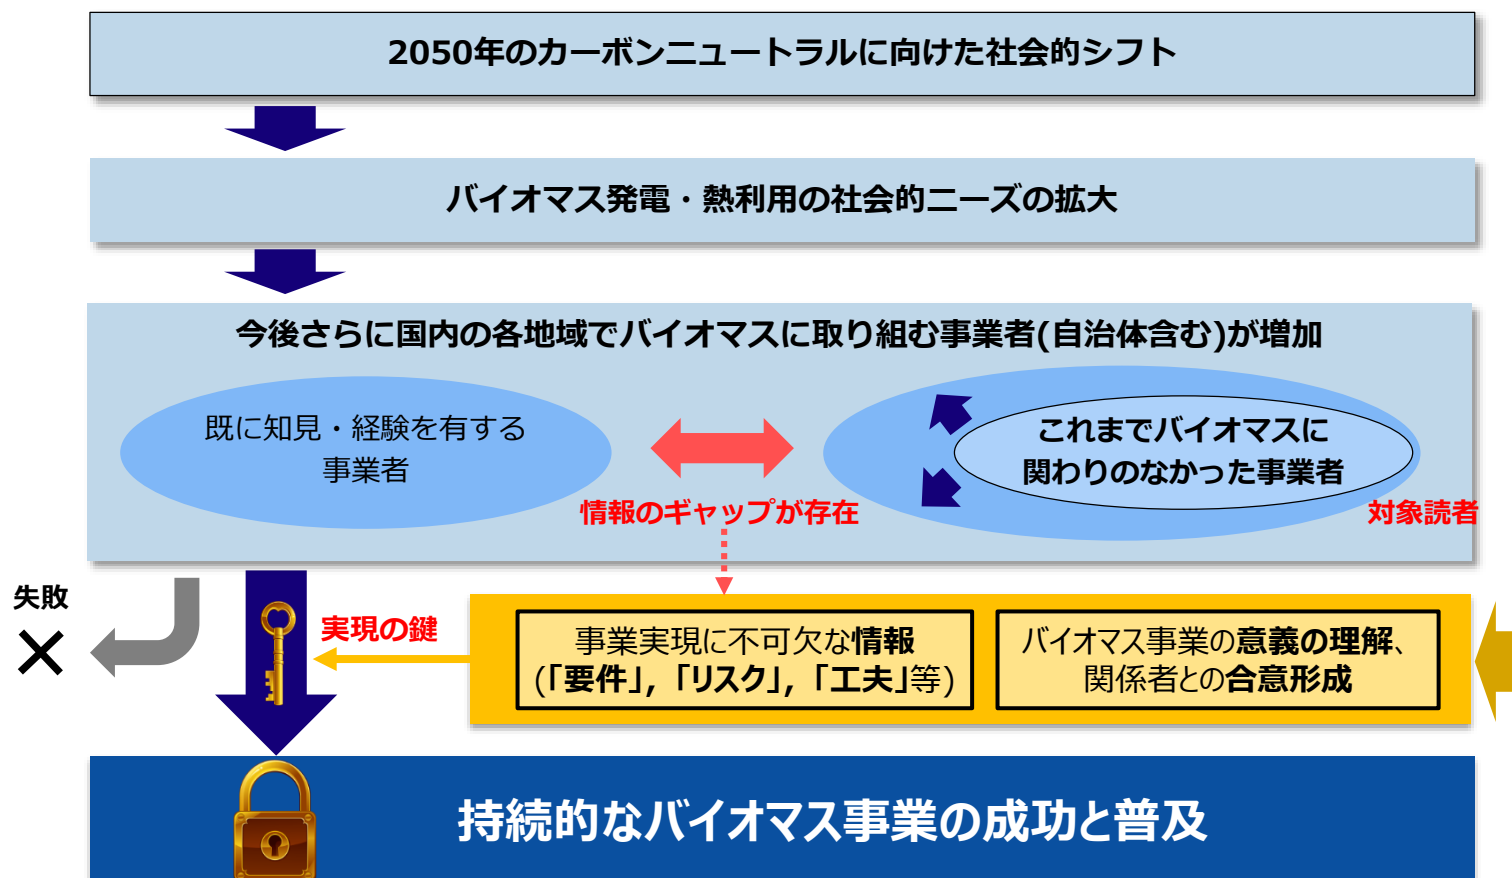 2050年のカーボンニュートラルに向けた社会的シフト
バイオマス発電・熱利用の社会的ニーズの拡大
今後さらに国内の各地域でバイオマスに取り組む事業者(自治体含む)が増加
既に知見・経験を有する
事業者
これまでバイオマスに
関わりのなかった事業者
情報のギャップが存在
対象読者
失敗
実現の鍵
事業実現に不可欠な情報
(「要件」,「リスク」,「工夫」等)
バイオマス事業の意義の理解、
関係者との合意形成
持続的なバイオマス事業の成功と普及